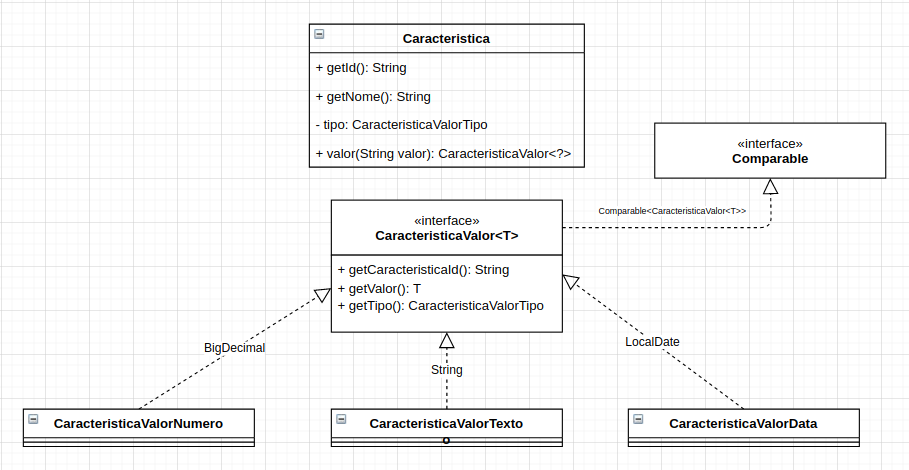 Caracteristica
+ getId(): String
+ getNome(): String
- tipo: CaracteristicaValorTipo
+ valor(String valor): CaracteristicaValor<?>
«interface»
Comparable
Comparable<CaracteristicaValor<T>>
«interface»
CaracteristicaValor<T>
+ getCaracteristicaId(): String
+ getValor(): T
+ getTipo(): CaracteristicaValorTipo
BigDecimal
String
LocalDate
CaracteristicaValorNumero
CaracteristicaValorTexto
o
CaracteristicaValorData